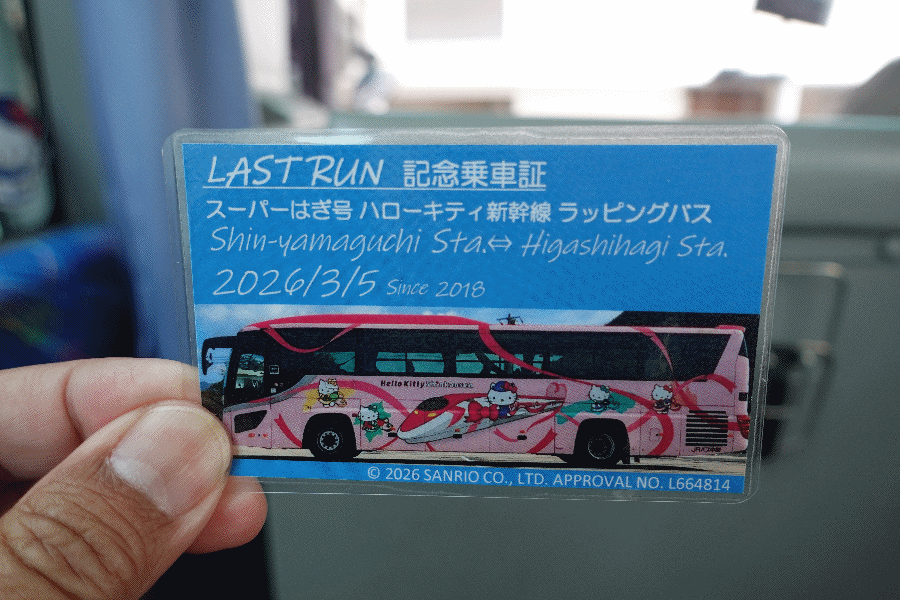 LAST RUN 記念乗車証
スーパーはぎ号 ハローキティ新幹線 ラッピングバス
Shin-yamaguchi Sta.⇔ Higashihagi Sta.
2026/3/5 Since 2018
Hello Kitty
© 2026 SANRIO CO., LTD. APPROVAL NO. L664814